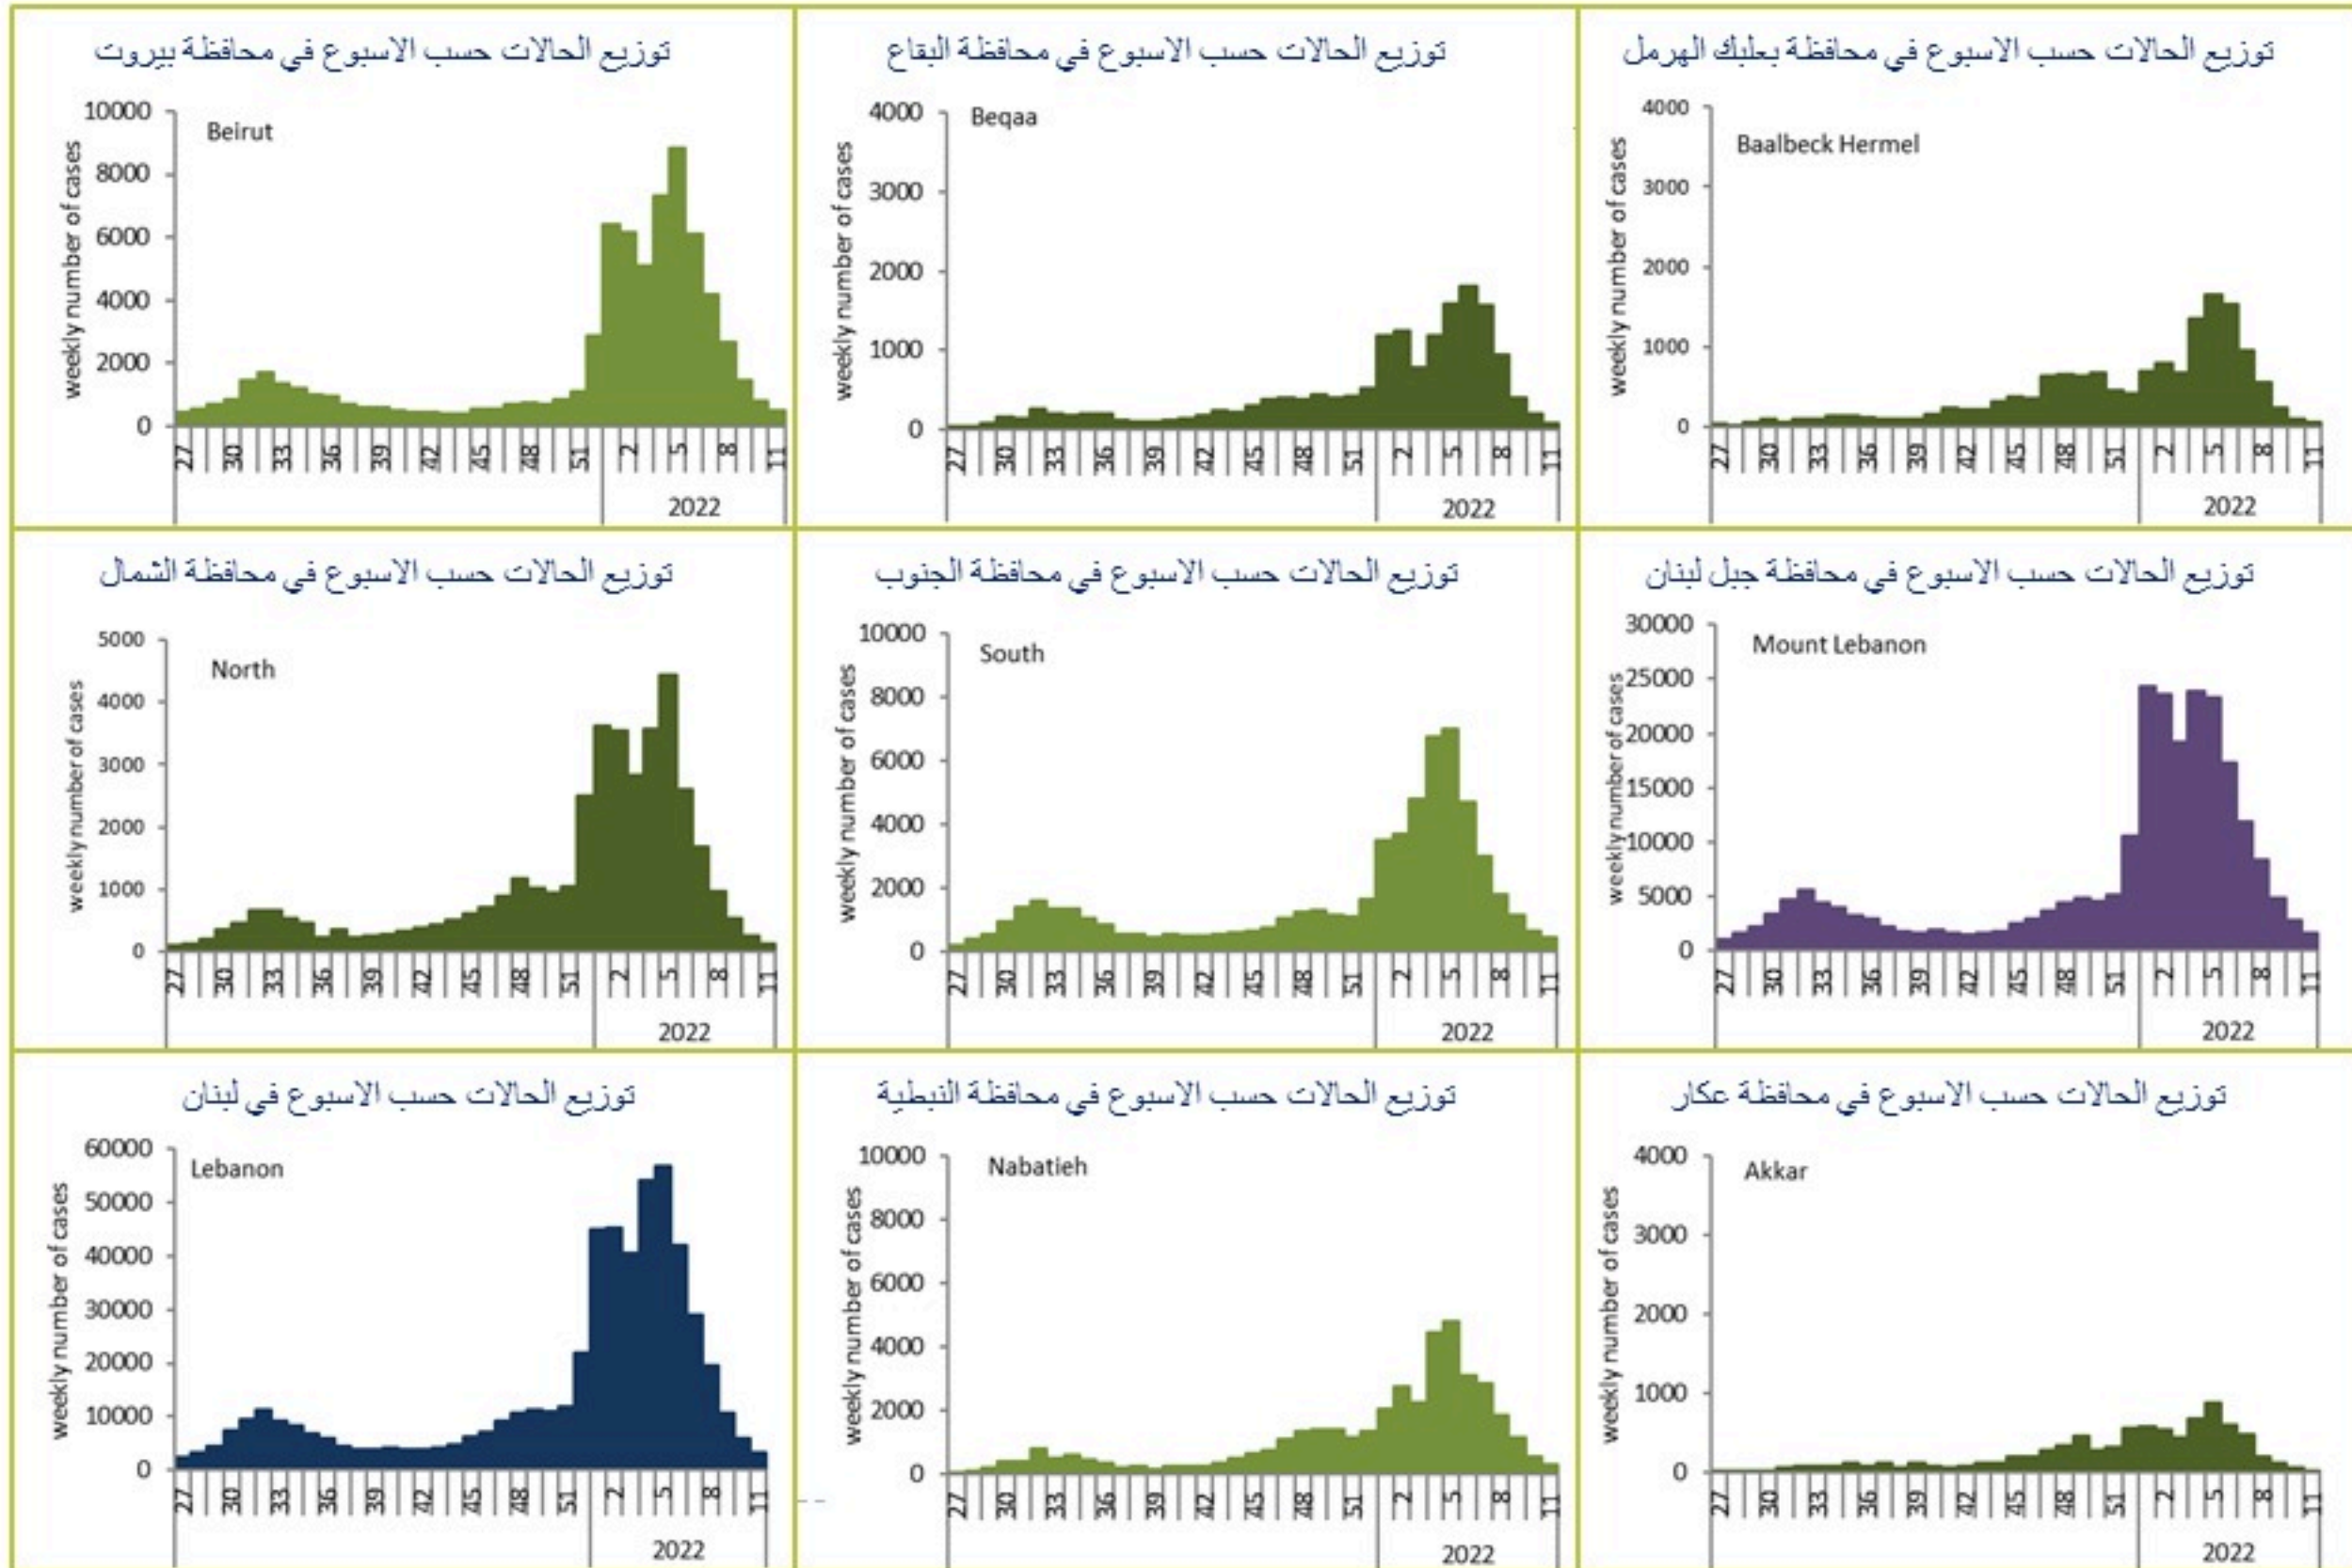 توزيع الحالات حسب الاسبوع في محافظة بيروت
Beirut
weekly number of cases
10000
8000
6000
4000
2000
0
27 30 33 36 39 42 45 48 51 2 5 8 11
2022
توزيع الحالات حسب الاسبوع في محافظة البقاع
Beqaa
weekly number of cases
4000
3000
2000
1000
0
27 30 33 36 39 42 45 48 51 2 5 8 11
2022
توزيع الحالات حسب الاسبوع في محافظة بعلبك الهرمل
Baalbeck Hermel
weekly number of cases
4000
3000
2000
1000
0
27 30 33 36 39 42 45 48 51 2 5 8 11
2022
توزيع الحالات حسب الاسبوع في محافظة الشمال
North
weekly number of cases
5000
4000
3000
2000
1000
0
27 30 33 36 39 42 45 48 51 2 5 8 11
2022
توزيع الحالات حسب الاسبوع في محافظة الجنوب
South
weekly number of cases
10000
8000
6000
4000
2000
0
27 30 33 36 39 42 45 48 51 2 5 8 11
2022
توزيع الحالات حسب الاسبوع في محافظة جبل لبنان
Mount Lebanon
weekly number of cases
30000
25000
20000
15000
10000
5000
0
27 30 33 36 39 42 45 48 51 2 5 8 11
2022
توزيع الحالات حسب الاسبوع في لبنان
Lebanon
weekly number of cases
60000
50000
40000
30000
20000
10000
0
27 30 33 36 39 42 45 48 51 2 5 8 11
2022
توزيع الحالات حسب الاسبوع في محافظة النبطية
Nabatieh
weekly number of cases
10000
8000
6000
4000
2000
0
27 30 33 36 39 42 45 48 51 2 5 8 11
2022
توزيع الحالات حسب الاسبوع في محافظة عكار
Akkar
weekly number of cases
4000
3000
2000
1000
0
27 30 33 36 39 42 45 48 51 2 5 8 11
2022